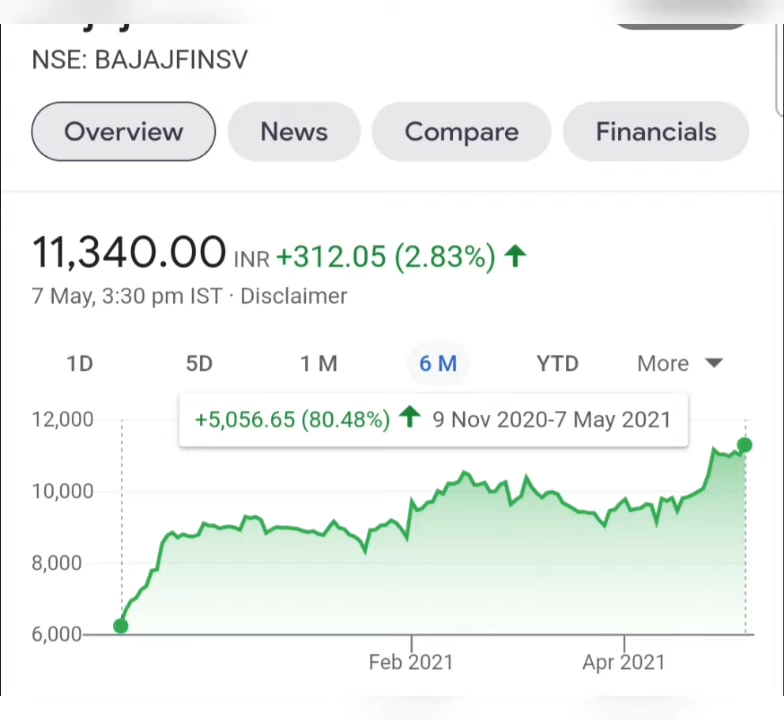 NSE: BAJAJFINSV
Overview News Compare Financials
11,340.00 INR +312.05 (2.83%) ↑
7 May, 3:30 pm IST · Disclaimer
1D 5D 1 M 6 M YTD More
+5,056.65 (80.48%) ↑ 9 Nov 2020-7 May 2021
12,000
10,000
8,000
6,000
Feb 2021 Apr 2021